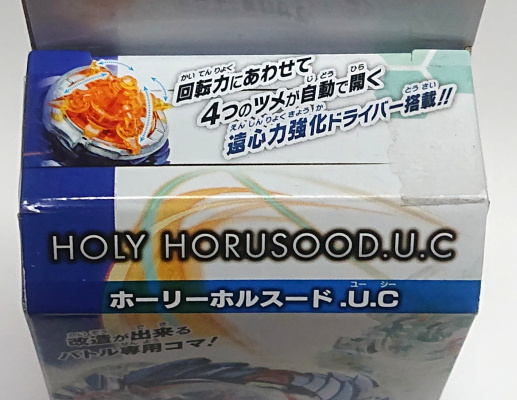 回転力にあわせて
4つのツメが自動で開く
遠心力強化ドライバー搭載!!
HOLY HORUSOOD.U.C
ホーリーホルスード.U.C
改造が出来る
バトル専用コマ!